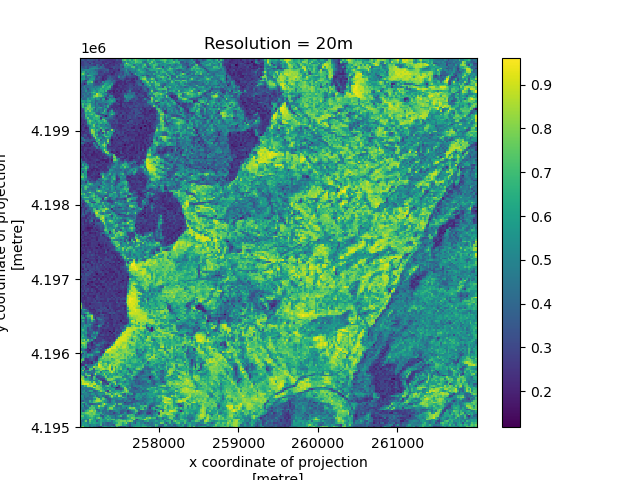 Resolution = 20m
1e6
4.199
4.198
4.197
4.196
4.195
y coordinate of projection
[metre]
258000 259000 260000 261000
x coordinate of projection
[metre]
0.9
0.8
0.7
0.6
0.5
0.4
0.3
0.2